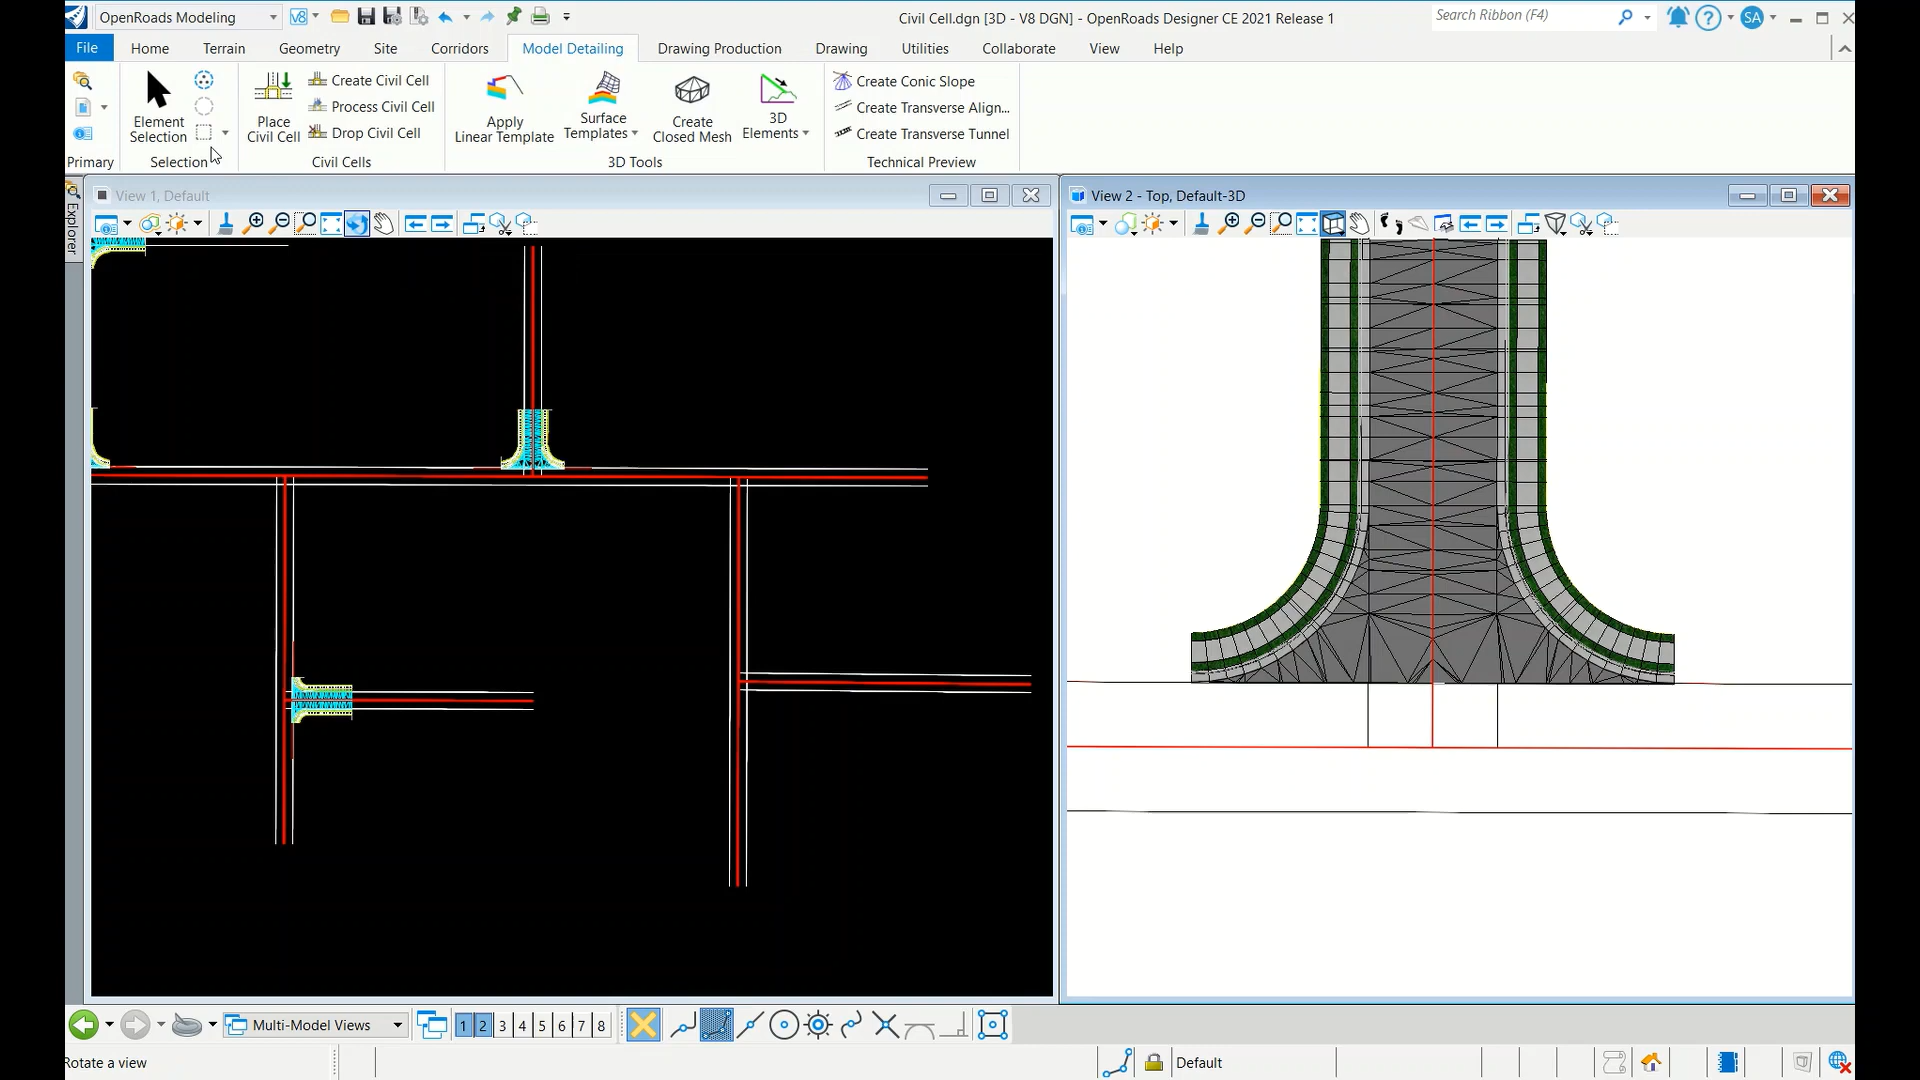 OpenRoads Modeling
Civil Cell.dgn [3D - V8 DGN] - OpenRoads Designer CE 2021 Release 1
Search Ribbon (F4)
SA
File
Home
Terrain
Geometry
Site
Corridors
Model Detailing
Drawing Production
Drawing
Utilities
Collaborate
View
Help
Primary
Element
Selection
Selection
Place
Civil Cell
Create Civil Cell
Process Civil Cell
Drop Civil Cell
Civil Cells
Apply
Linear Template
Surface
Templates
Create
Closed Mesh
3D
Elements
3D Tools
Create Conic Slope
Create Transverse Align...
Create Transverse Tunnel
Technical Preview
Explorer
View 1, Default
View 2 - Top, Default-3D
Multi-Model Views
1 2 3 4 5 6 7 8
Rotate a view
Default